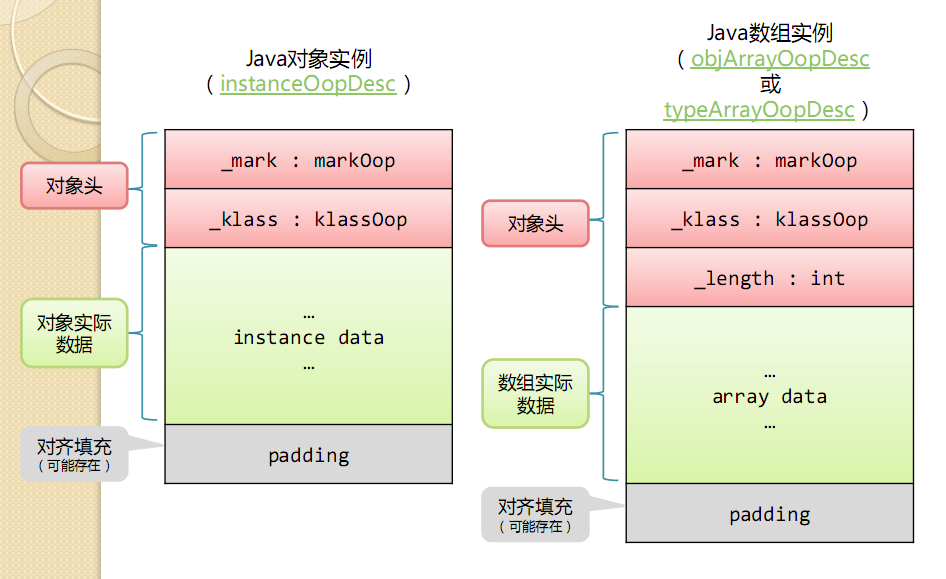 Java对象实例
（ instanceOopDesc ）
对象头
_mark : markOop
_klass : klassOop
对象实际
数据
…
instance data
…
对齐填充
（可能存在）
padding
Java数组实例
（ objArrayOopDesc
或
typeArrayOopDesc ）
对象头
_mark : markOop
_klass : klassOop
_length : int
数组实际
数据
…
array data
…
对齐填充
（可能存在）
padding